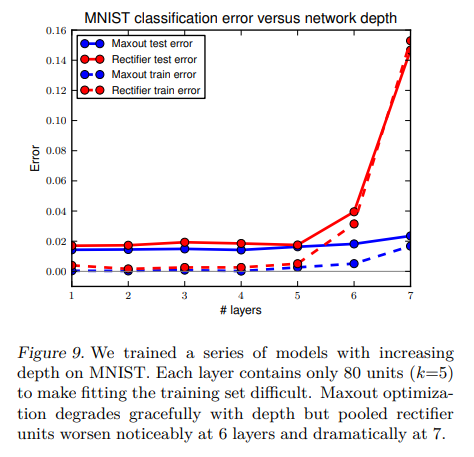 MNIST classification error versus network depth
0.16
Maxout test error
Rectifier test error
Maxout train error
Rectifier train error
0.14
0.12
0.10
0.08
0.06
0.04
0.02
0.00
Error
1 2 3 4 5 6 7
# layers
Figure 9. We trained a series of models with increasing
depth on MNIST. Each layer contains only 80 units (k=5)
to make fitting the training set difficult. Maxout optimiza-
tion degrades gracefully with depth but pooled rectifier
units worsen noticeably at 6 layers and dramatically at 7.